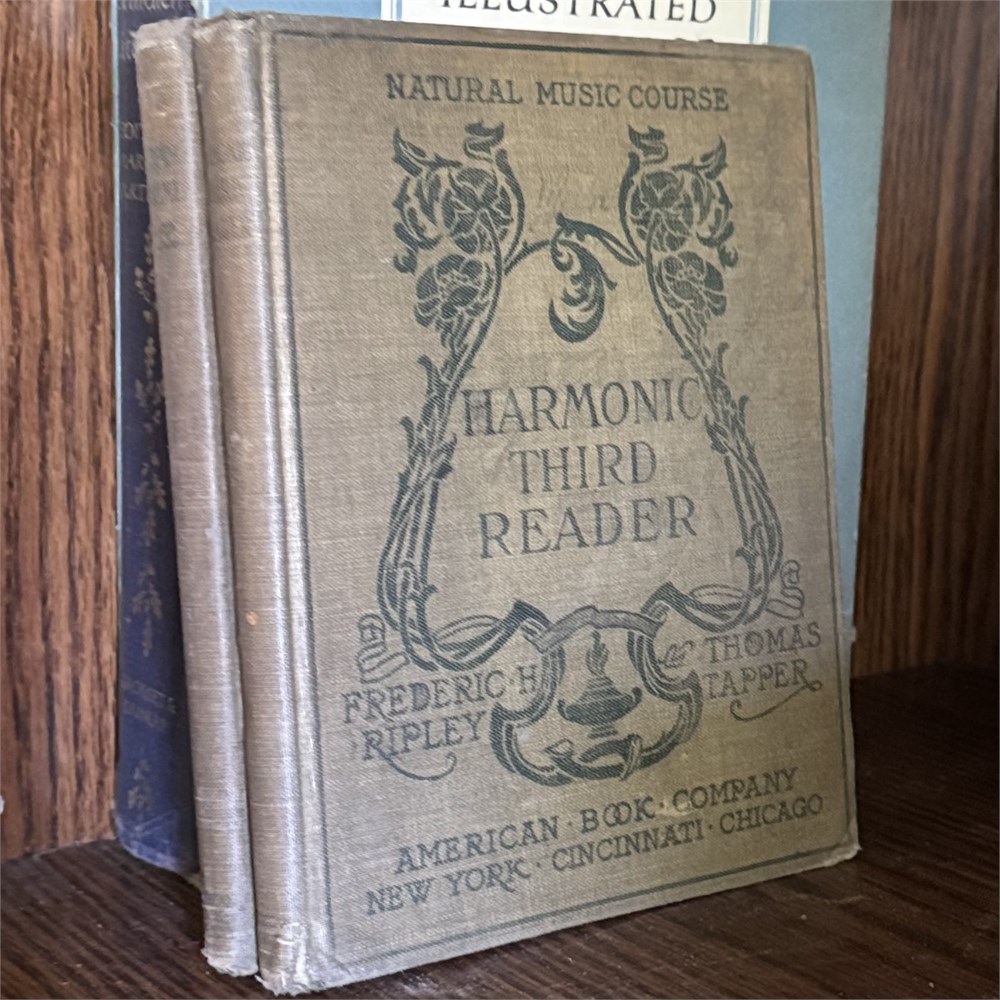 ILLUSTRATED
NATURAL MUSIC COURSE
HARMONIC
THIRD
READER
FREDERIC H.
RIPLEY
THOMAS
TAPPER
AMERICAN · BOOK · COMPANY
NEW YORK · CINCINNATI · CHICAGO